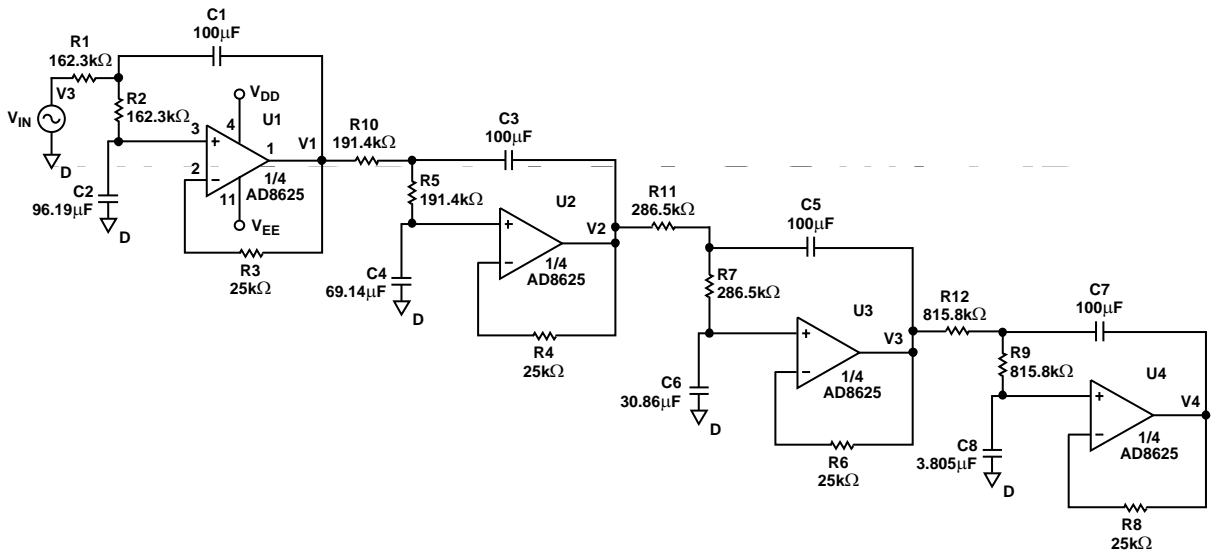 C1
100μF
R1
162.3kΩ
V3
VIN
D
R2
162.3kΩ
VDD
U1
3
4
+
1
V1
2
−
11
1/4
AD8625
VEE
C2
96.19μF
D
R3
25kΩ
R10
191.4kΩ
C3
100μF
R5
191.4kΩ
U2
+
V2
−
1/4
AD8625
C4
69.14μF
D
R4
25kΩ
R11
286.5kΩ
C5
100μF
R7
286.5kΩ
U3
+
V3
−
1/4
AD8625
C6
30.86μF
D
R6
25kΩ
R12
815.8kΩ
C7
100μF
R9
815.8kΩ
U4
+
V4
−
1/4
AD8625
C8
3.805μF
D
R8
25kΩ